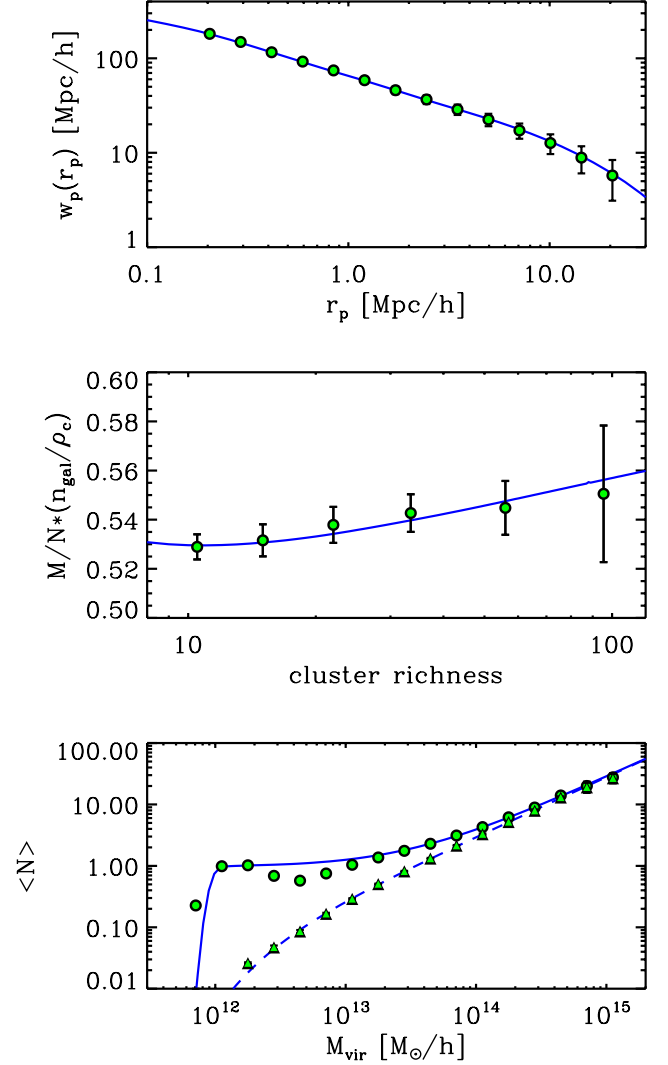 100
10
1
w_p(r_p) [Mpc/h]
0.1 1.0 10.0
r_p [Mpc/h]
0.60
0.58
0.56
0.54
0.52
0.50
M/N*(n_gal/ρ_c)
10 100
cluster richness
100.00
10.00
1.00
0.10
0.01
<N>
10^12 10^13 10^14 10^15
M_vir [M_⊙/h]